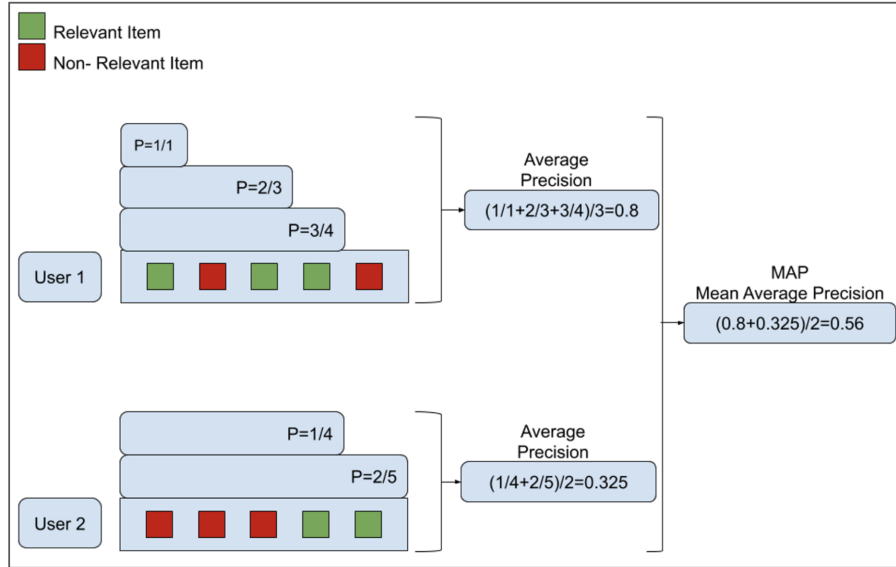 Relevant Item
Non- Relevant Item
P=1/1
P=2/3
P=3/4
User 1
Average
Precision
(1/1+2/3+3/4)/3=0.8
MAP
Mean Average Precision
(0.8+0.325)/2=0.56
P=1/4
P=2/5
User 2
Average
Precision
(1/4+2/5)/2=0.325